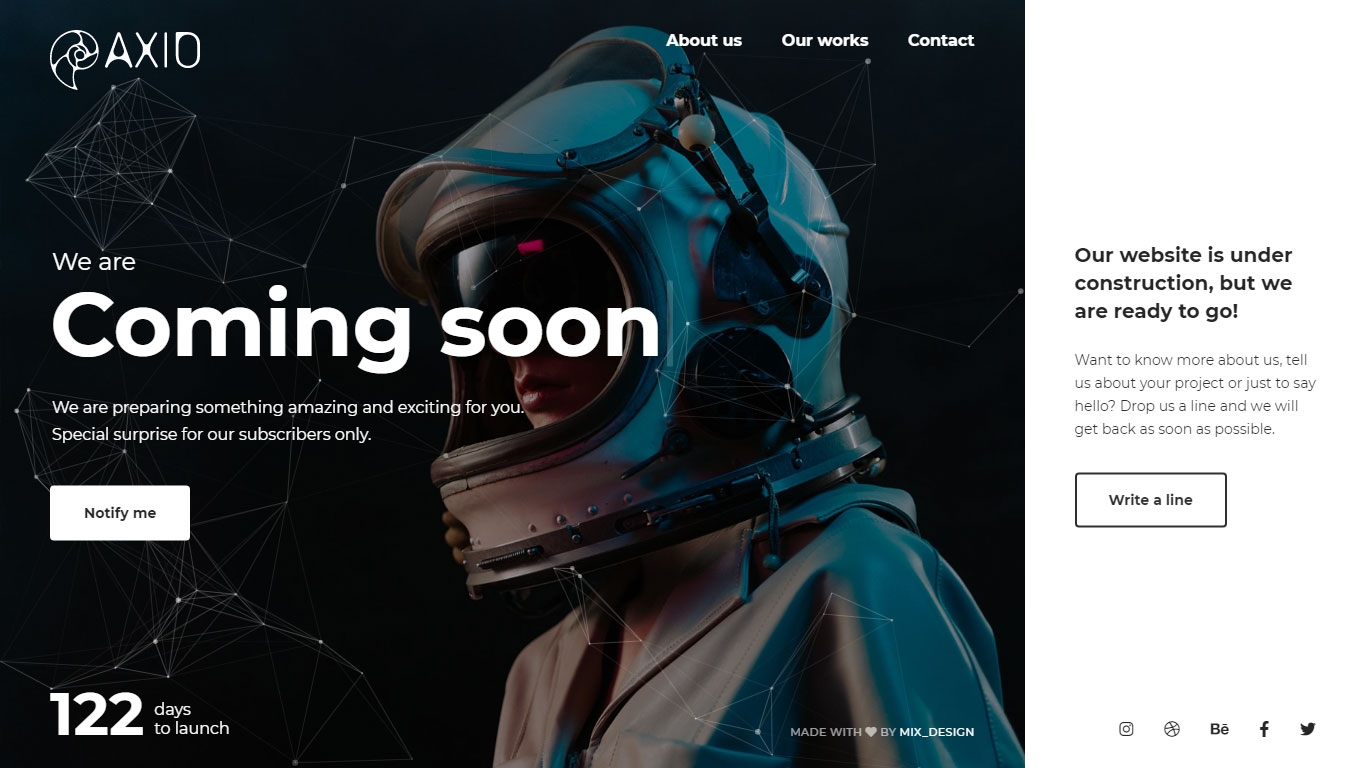 AXIO
About us Our works Contact
We are
Coming soon
We are preparing something amazing and exciting for you.
Special surprise for our subscribers only.
Notify me
122 days
to launch
MADE WITH ♥ BY MIX_DESIGN
Our website is under
construction, but we
are ready to go!
Want to know more about us, tell
us about your project or just to say
hello? Drop us a line and we will
get back as soon as possible.
Write a line
Bē